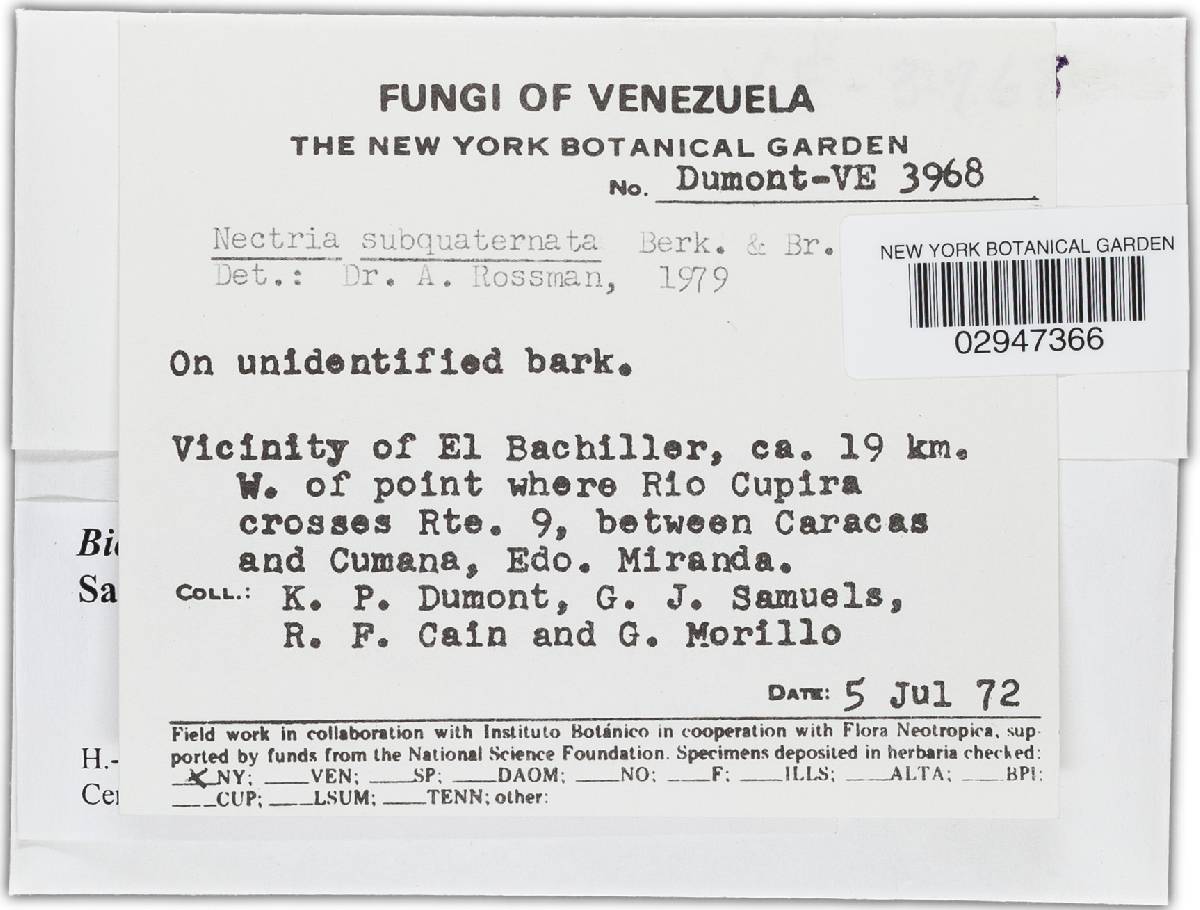 FUNGI OF VENEZUELA
THE NEW YORK BOTANICAL GARDEN
No. Dumont-VE 3968
Nectria subquaternata Berk. & Br.
Det.: Dr. A. Rossman, 1979
NEW YORK BOTANICAL GARDEN
02947366
On unidentified bark.
Vicinity of El Bachiller, ca. 19 km.
W. of point where Rio Cupira
crosses Rte. 9, between Caracas
and Cumana, Edo. Miranda.
COLL.: K. P. Dumont, G. J. Samuels,
R. F. Cain and G. Morillo
DATE: 5 Jul 72
Field work in collaboration with Instituto Botánico in cooperation with Flora Neotropica, sup-
ported by funds from the National Science Foundation. Specimens deposited in herbaria checked:
X NY; ____VEN; ____SP; ____DAOM; ____NO; ____F; ____ILLS; ____ALTA; ____BPI;
____CUP; ____LSUM; ____TENN; other:
H.-